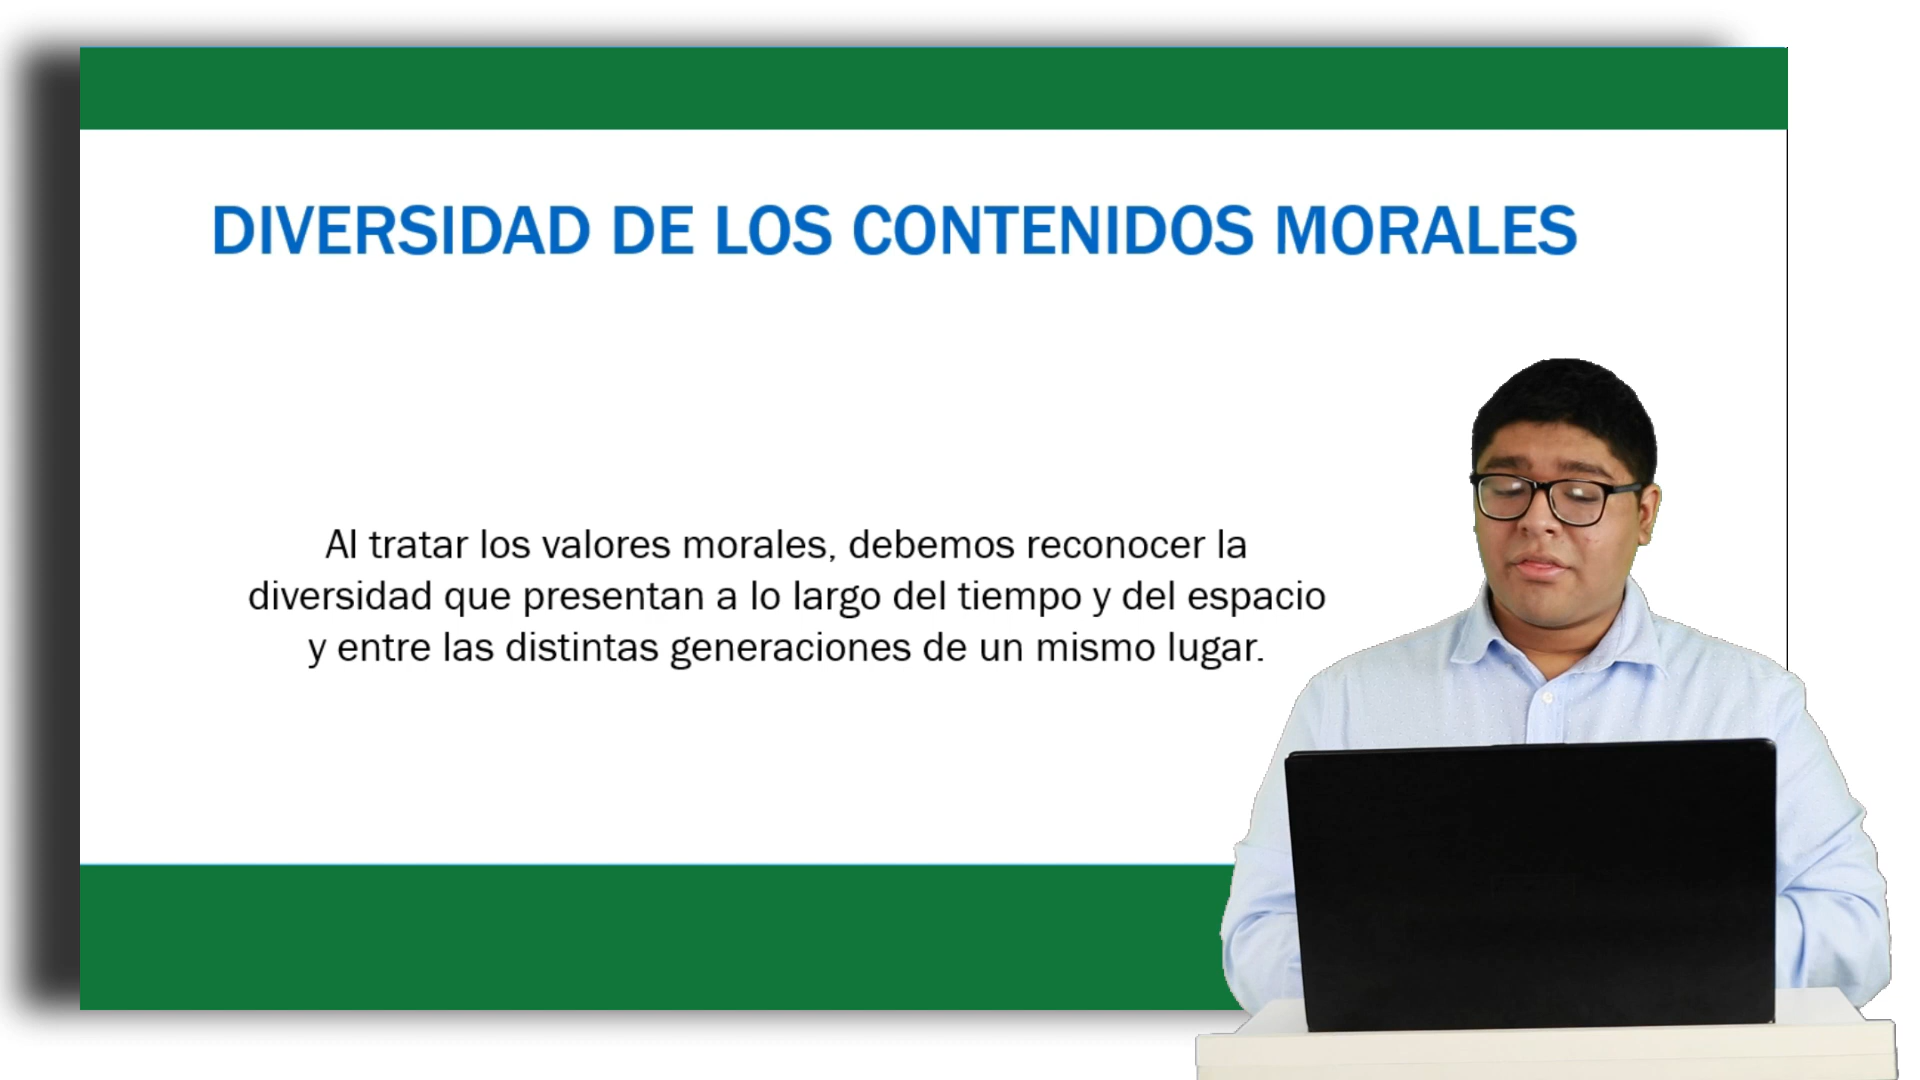 DIVERSIDAD DE LOS CONTENIDOS MORALES
Al tratar los valores morales, debemos reconocer la
diversidad que presentan a lo largo del tiempo y del espacio
y entre las distintas generaciones de un mismo lugar.